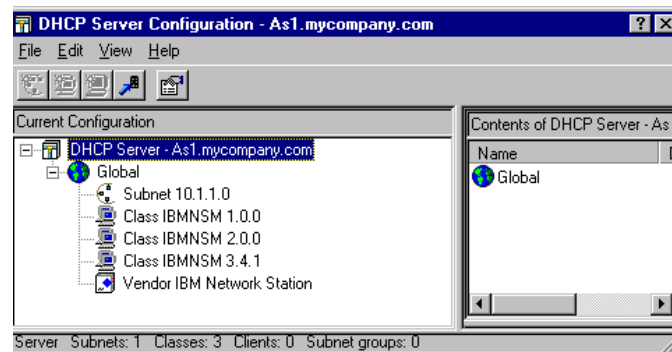 DHCP Server Configuration - As1.mycompany.com
File Edit View Help
Current Configuration
DHCP Server - As1.mycompany.com
Global
Subnet 10.1.1.0
Class IBMNSM 1.0.0
Class IBMNSM 2.0.0
Class IBMNSM 3.4.1
Vendor IBM Network Station
Contents of DHCP Server - As
Name
Global
Server Subnets: 1 Classes: 3 Clients: 0 Subnet groups: 0